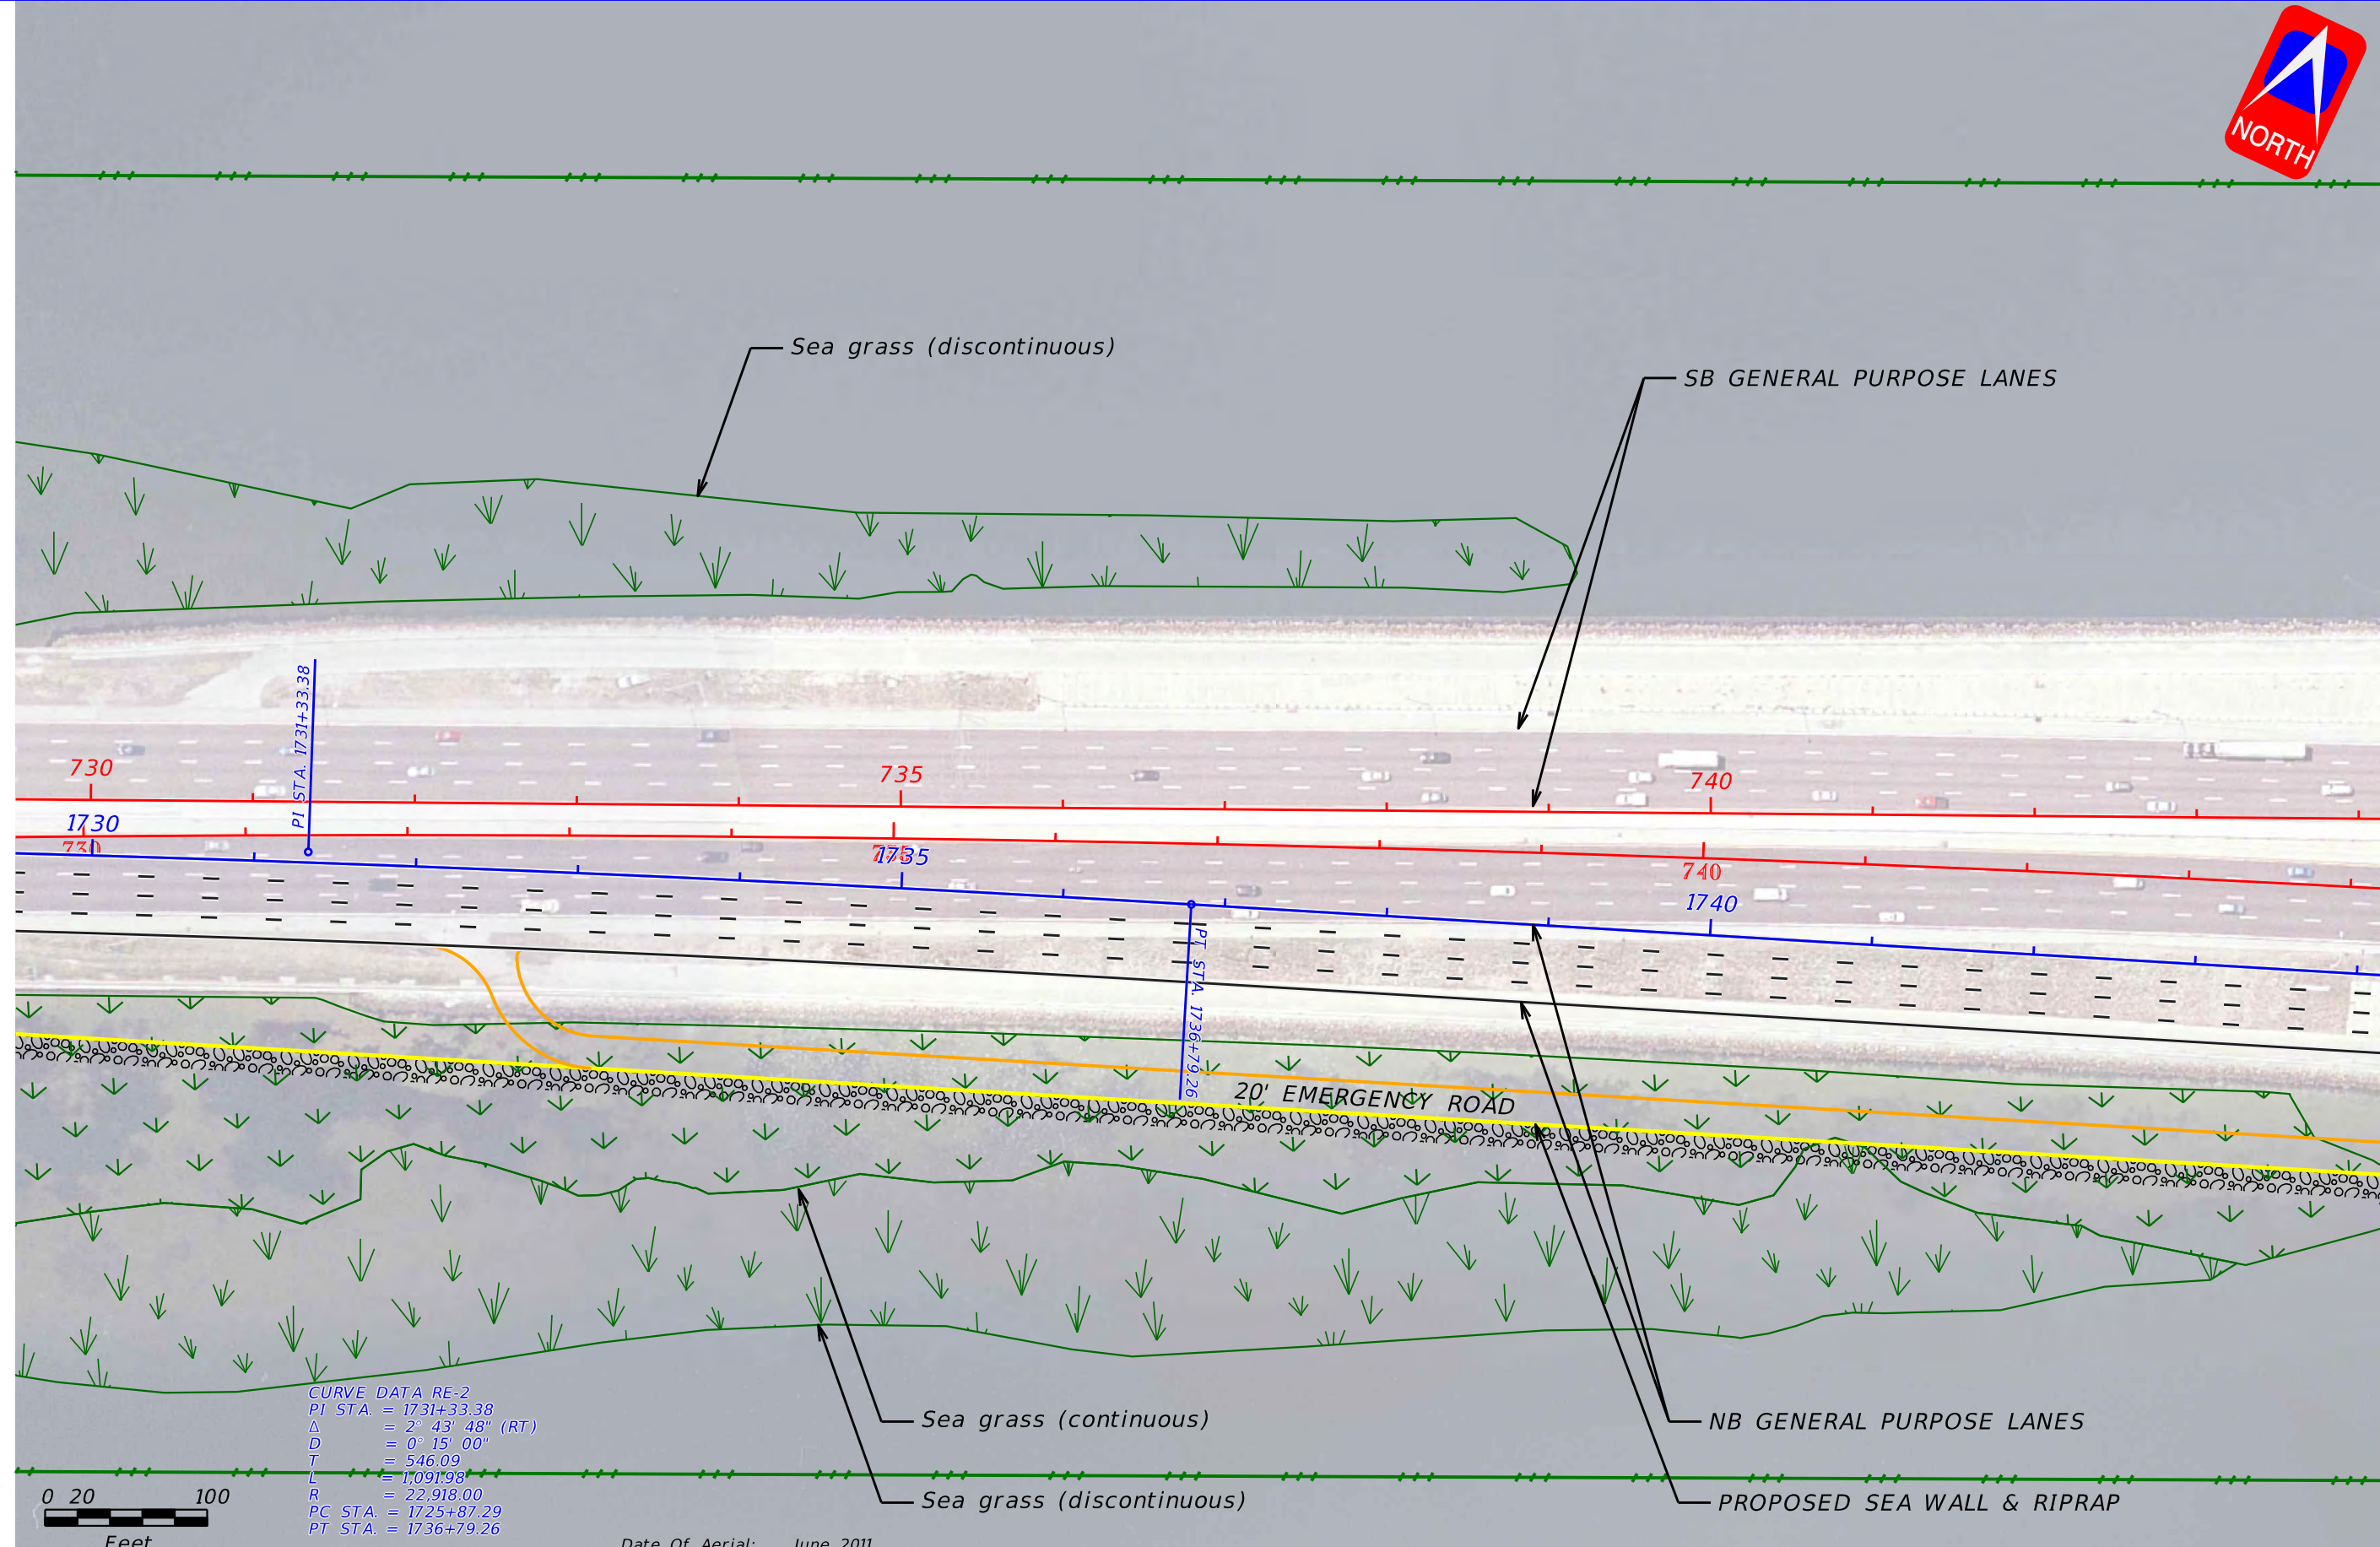 NORTH
Sea grass (discontinuous)
SB GENERAL PURPOSE LANES
PI STA. 1731+33.38
730
735
740
1730
730
1735
740
1740
PT STA. 1736+79.26
20' EMERGENCY ROAD
CURVE DATA RE-2
PI STA. = 1731+33.38
Δ = 2° 43' 48" (RT)
D = 0° 15' 00"
T = 546.09
L = 1,091.98
R = 22,918.00
PC STA. = 1725+87.29
PT STA. = 1736+79.26
Sea grass (continuous)
NB GENERAL PURPOSE LANES
Sea grass (discontinuous)
PROPOSED SEA WALL & RIPRAP
0 20 100
Feet
Date Of Aerial: June 2011